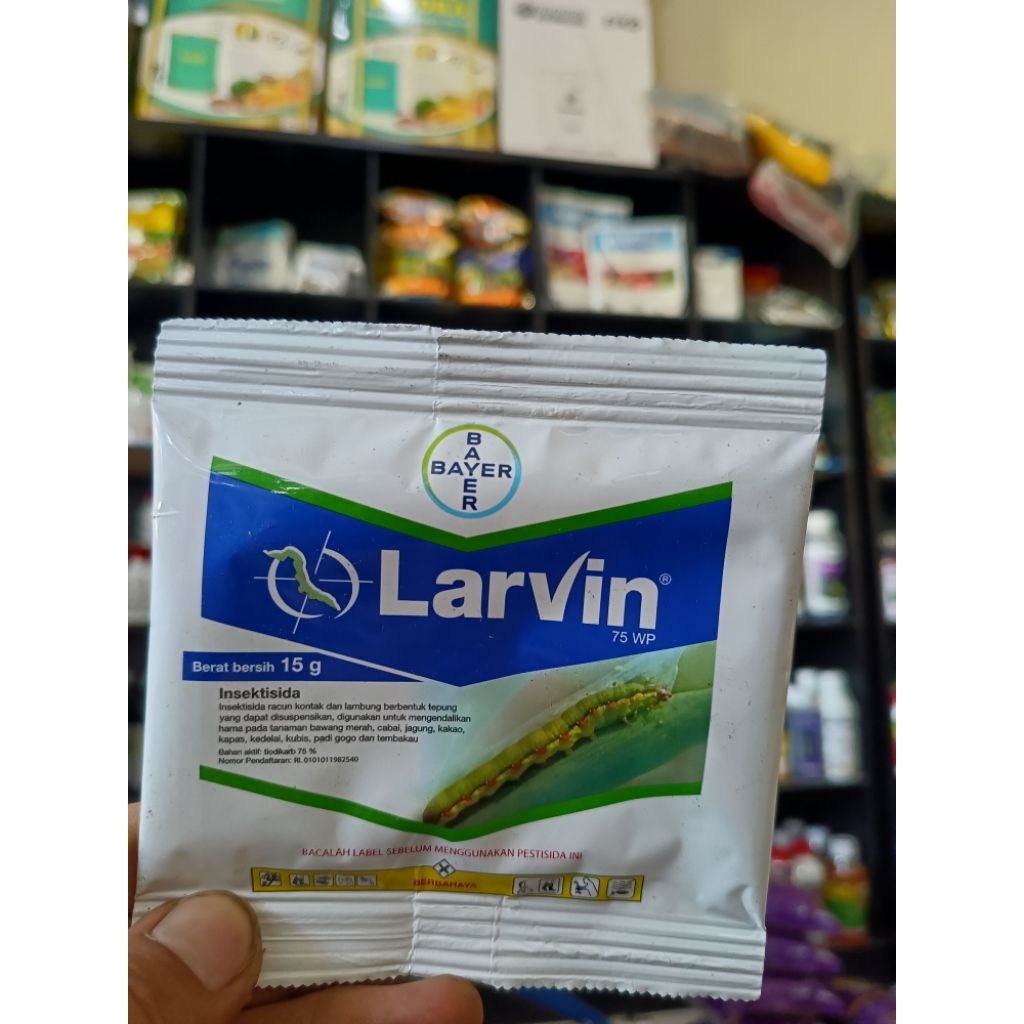 BAYER
BAYER
Larvin®
75 WP
Berat bersih 15 g
Insektisida
Insektisida racun kontak dan lambung berbentuk tepung
yang dapat disuspensikan, digunakan untuk mengendalikan
hama pada tanaman bawang merah, cabai, jagung, kakao,
kapas, kedelai, kubis, padi gogo dan tembakau
Bahan aktif: tiodikarb 75 %
Nomor Pendaftaran: RI. 0101011982540
BACALAH LABEL SEBELUM MENGGUNAKAN PESTISIDA INI
BERBAHAYA